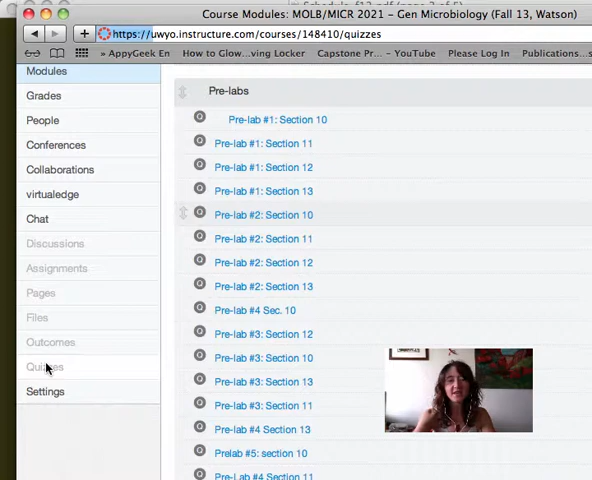 Course Modules: MOLB/MICR 2021 - Gen Microbiology (Fall 13, Watson)
https://uwyo.instructure.com/courses/148410/quizzes
» AppyGeek En How to Glow...ving Locker Capstone Pr... - YouTube Please Log In Publications...
Modules
Grades
People
Conferences
Collaborations
virtualedge
Chat
Discussions
Assignments
Pages
Files
Outcomes
Quizzes
Settings
Pre-labs
Pre-lab #1: Section 10
Pre-lab #1: Section 11
Pre-lab #1: Section 12
Pre-lab #1: Section 13
Pre-lab #2: Section 10
Pre-lab #2: Section 11
Pre-lab #2: Section 12
Pre-lab #2: Section 13
Pre-lab #4 Sec. 10
Pre-lab #3: Section 12
Pre-lab #3: Section 10
Pre-lab #3: Section 13
Pre-lab #3: Section 11
Pre-lab #4 Section 13
Prelab #5: section 10
Pre-Lab #4 Section 11